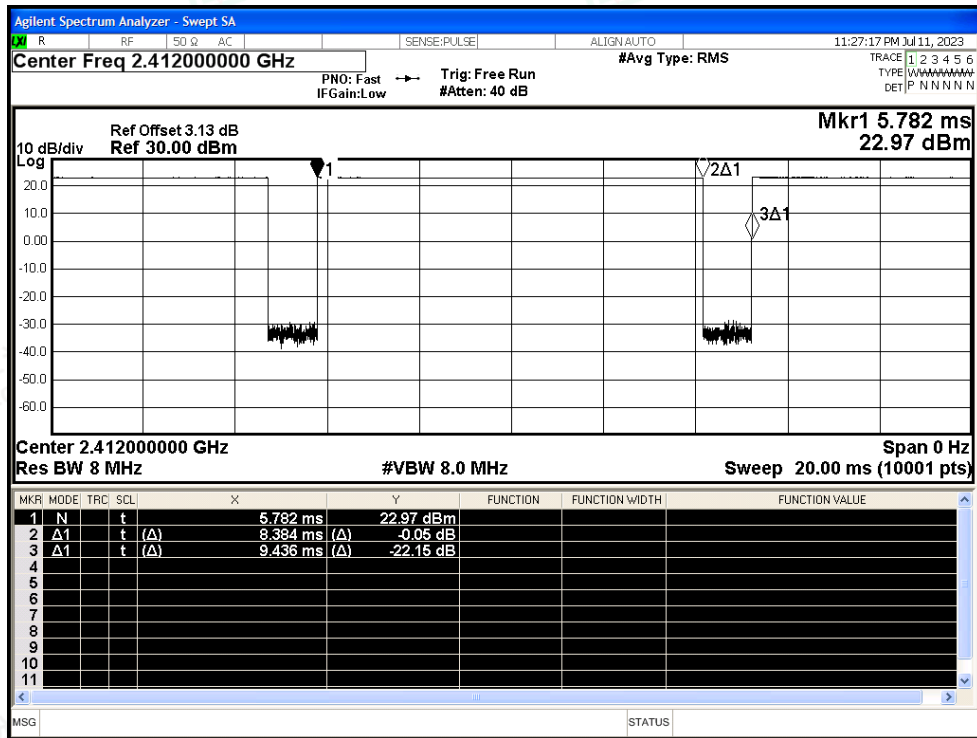 Agilent Spectrum Analyzer - Swept SA
LXI R RF 50 Ω AC SENSE:PULSE ALIGN AUTO 11:27:17 PM Jul 11, 2023
Center Freq 2.412000000 GHz #Avg Type: RMS TRACE 1 2 3 4 5 6
PNO: Fast Trig: Free Run TYPE WWWWWW
IFGain:Low #Atten: 40 dB DET P N N N N N
Mkr1 5.782 ms
Ref Offset 3.13 dB
10 dB/div Ref 30.00 dBm 22.97 dBm
Log
1 2Δ1
20.0
10.0 3Δ1
0.00
-10.0
-20.0
-30.0
-40.0
-50.0
-60.0
Center 2.412000000 GHz Span 0 Hz
Res BW 8 MHz #VBW 8.0 MHz Sweep 20.00 ms (10001 pts)
MKR MODE TRC SCL X Y FUNCTION FUNCTION WIDTH FUNCTION VALUE
1 N t 5.782 ms 22.97 dBm
2 Δ1 t (Δ) 8.384 ms (Δ) -0.05 dB
3 Δ1 t (Δ) 9.436 ms (Δ) -22.15 dB
4
5
6
7
8
9
10
11
MSG STATUS